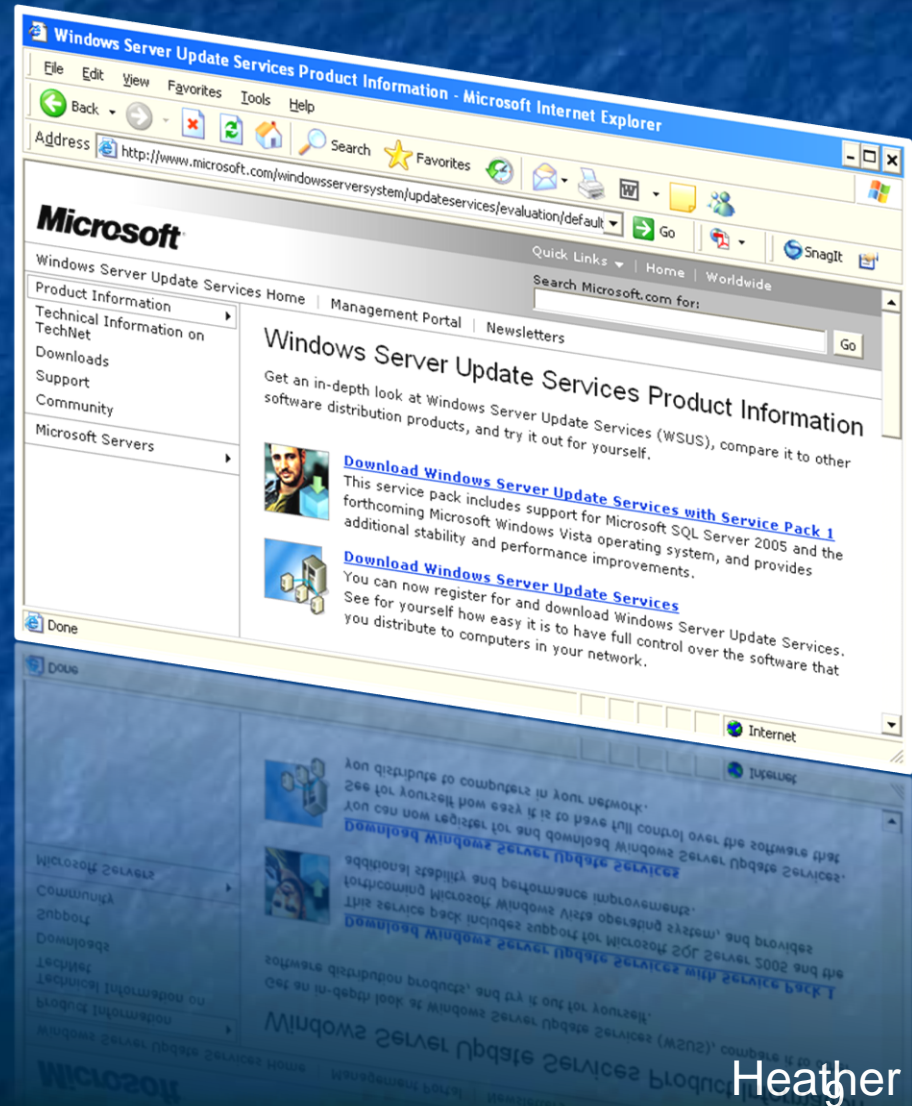 Windows Server Update Services Product Information - Microsoft Internet Explorer
File Edit View Favorites Tools Help
Back Search Favorites
Address http://www.microsoft.com/windowsserversystem/updateservices/evaluation/default Go SnagIt
Microsoft
Quick Links | Home | Worldwide
Search Microsoft.com for:
Go
Windows Server Update Services Home | Management Portal | Newsletters
Product Information
Technical Information on
TechNet
Downloads
Support
Community
Microsoft Servers
Windows Server Update Services Product Information
Get an in-depth look at Windows Server Update Services (WSUS), compare it to other
software distribution products, and try it out for yourself.
Download Windows Server Update Services with Service Pack 1
This service pack includes support for Microsoft SQL Server 2005 and the
forthcoming Microsoft Windows Vista operating system, and provides
additional stability and performance improvements.
Download Windows Server Update Services
You can now register for and download Windows Server Update Services.
See for yourself how easy it is to have full control over the software that
you distribute to computers in your network.
Done
Internet
Heather
9